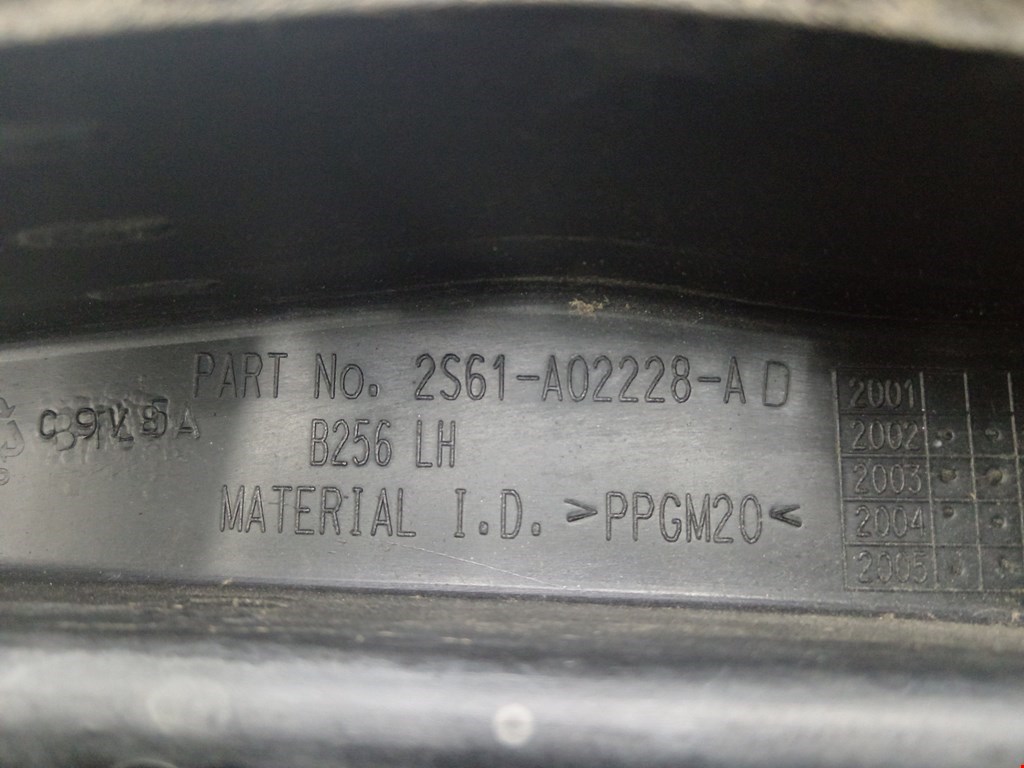 PART No. 2S61-A02228-AD
B256 LH
MATERIAL I.D. >PPGM20<
2001
2002
2003
2004
2005